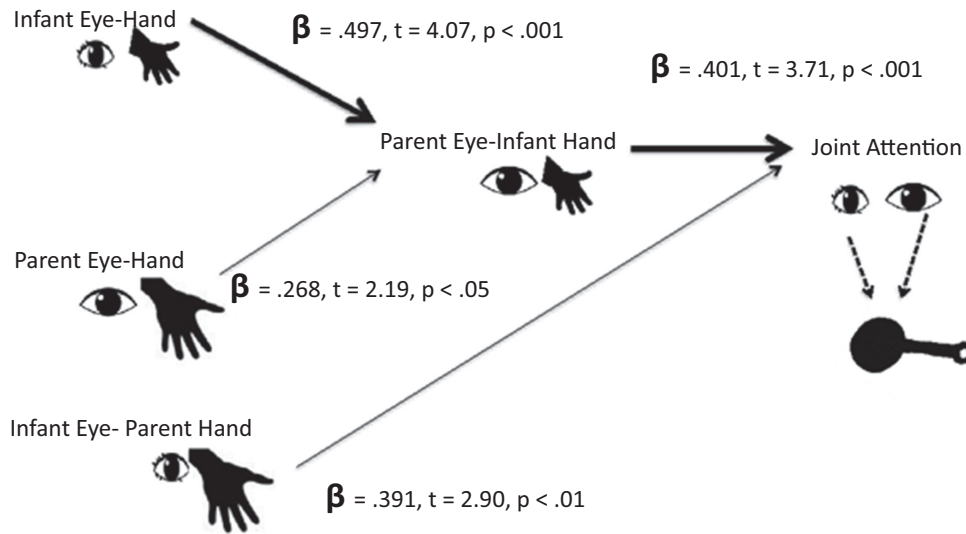 Infant Eye-Hand
β = .497, t = 4.07, p < .001
β = .401, t = 3.71, p < .001
Parent Eye-Infant Hand
Joint Attention
Parent Eye-Hand
β = .268, t = 2.19, p < .05
Infant Eye- Parent Hand
β = .391, t = 2.90, p < .01